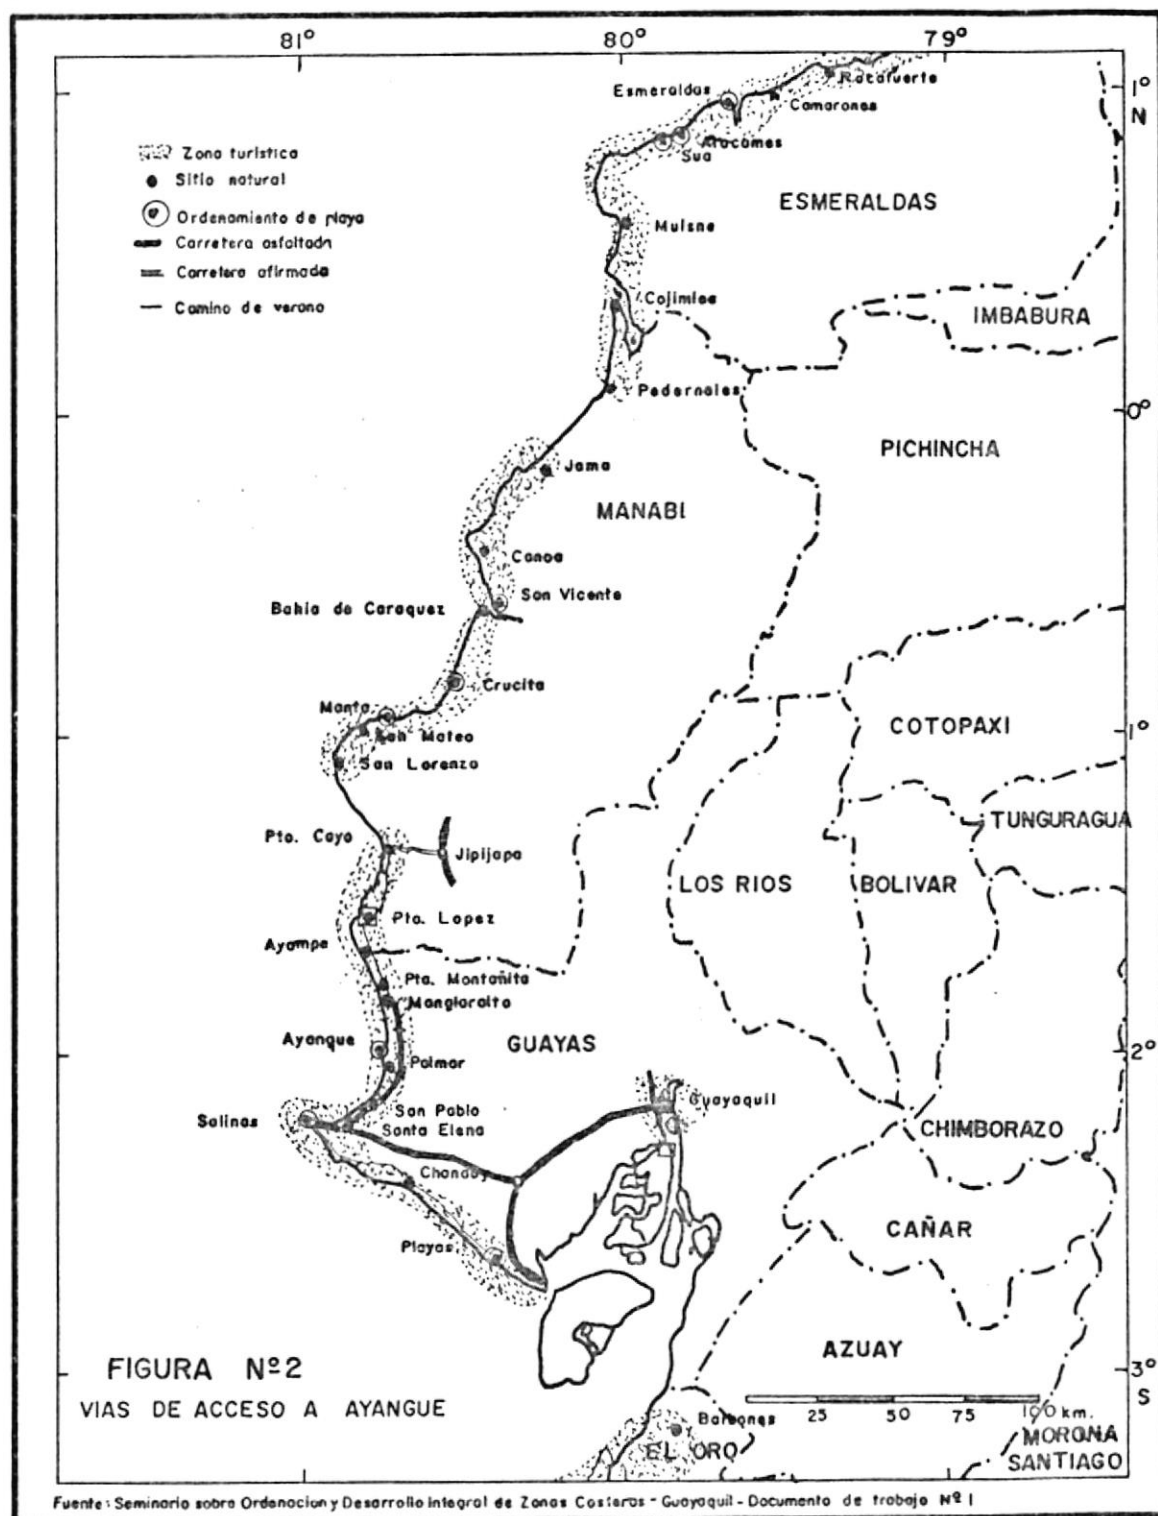 81°
80°
79°
Esmeraldas
Rocafuerte
Camarones
1°
N
Zona turística
Sitio natural
Ordenamiento de playa
Carretera asfaltada
Carretera afirmada
Camino de verano
Atacames
Sua
ESMERALDAS
Muisne
Cojimies
IMBABURA
Pedernales
0°
PICHINCHA
Jama
MANABI
Canoa
San Vicente
Bahia de Caraquez
Crucita
Manta
San Mateo
San Lorenzo
COTOPAXI
1°
TUNGURAGUA
Pto. Cayo
Jipijapa
LOS RIOS
BOLIVAR
Pto. Lopez
Ayampe
Pta. Montañita
Manglaralto
Ayanque
GUAYAS
2°
Palmar
Guayaquil
San Pablo
Salinas
Santa Elena
CHIMBORAZO
Chanduy
CAÑAR
Playas
AZUAY
FIGURA Nº2
3°
S
VIAS DE ACCESO A AYANGUE
25 50 75 100 km.
Balsones
EL ORO
MORONA
SANTIAGO
Fuente: Seminario sobre Ordenacion y Desarrollo Integral de Zonas Costeras - Guayaquil - Documento de trabajo Nº 1